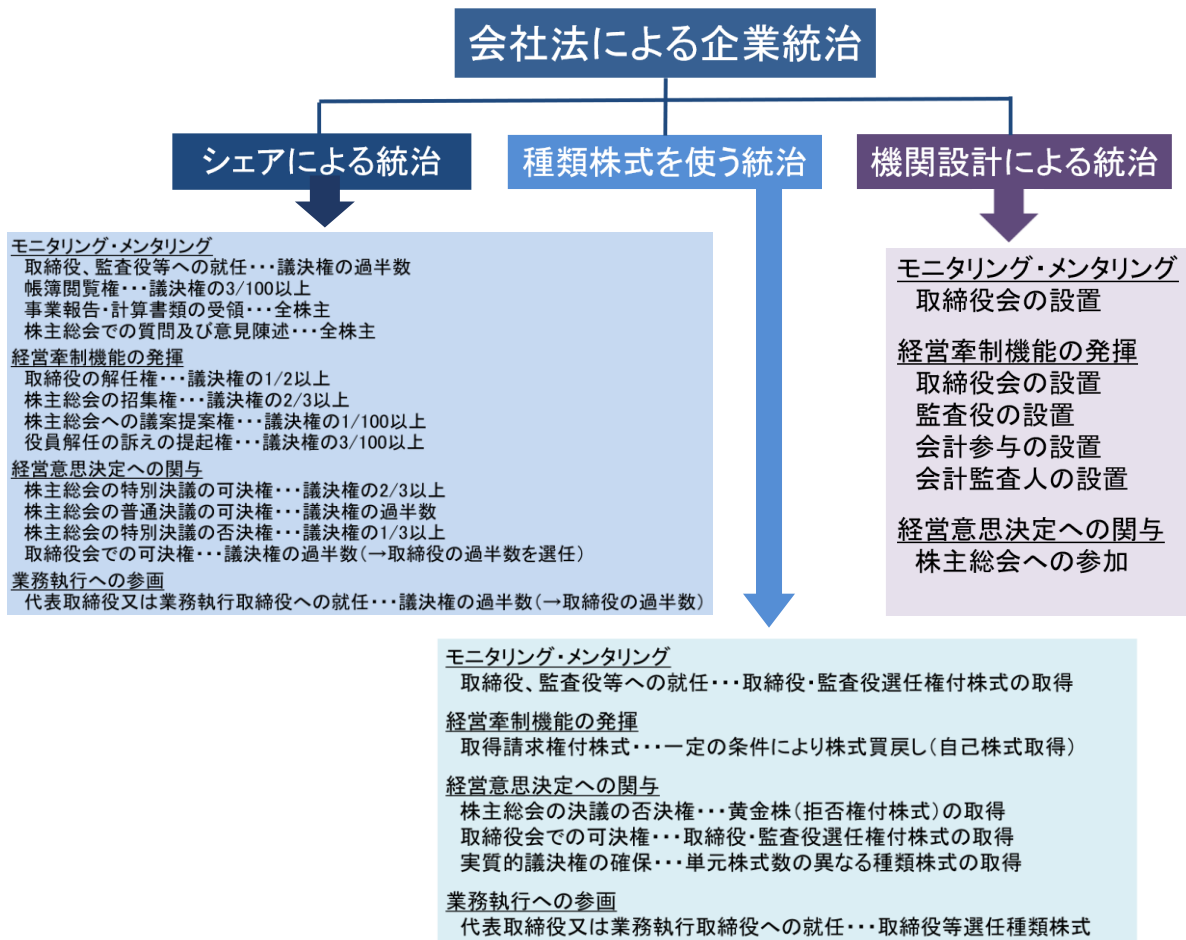 会社法による企業統治
シェアによる統治
種類株式を使う統治
機関設計による統治
モニタリング・メンタリング
取締役、監査役等への就任・・・議決権の過半数
帳簿閲覧権・・・議決権の3/100以上
事業報告・計算書類の受領・・・全株主
株主総会での質問及び意見陳述・・・全株主
経営牽制機能の発揮
取締役の解任権・・・議決権の1/2以上
株主総会の招集権・・・議決権の2/3以上
株主総会への議案提案権・・・議決権の1/100以上
役員解任の訴えの提起権・・・議決権の3/100以上
経営意思決定への関与
株主総会の特別決議の可決権・・・議決権の2/3以上
株主総会の普通決議の可決権・・・議決権の過半数
株主総会の特別決議の否決権・・・議決権の1/3以上
取締役会での可決権・・・議決権の過半数(→取締役の過半数を選任)
業務執行への参画
代表取締役又は業務執行取締役への就任・・・議決権の過半数(→取締役の過半数)
モニタリング・メンタリング
取締役会の設置
経営牽制機能の発揮
取締役会の設置
監査役の設置
会計参与の設置
会計監査人の設置
経営意思決定への関与
株主総会への参加
モニタリング・メンタリング
取締役、監査役等への就任・・・取締役・監査役選任権付株式の取得
経営牽制機能の発揮
取得請求権付株式・・・一定の条件により株式買戻し(自己株式取得)
経営意思決定への関与
株主総会の決議の否決権・・・黄金株(拒否権付株式)の取得
取締役会での可決権・・・取締役・監査役選任権付株式の取得
実質的議決権の確保・・・単元株式数の異なる種類株式の取得
業務執行への参画
代表取締役又は業務執行取締役への就任・・・取締役等選任種類株式